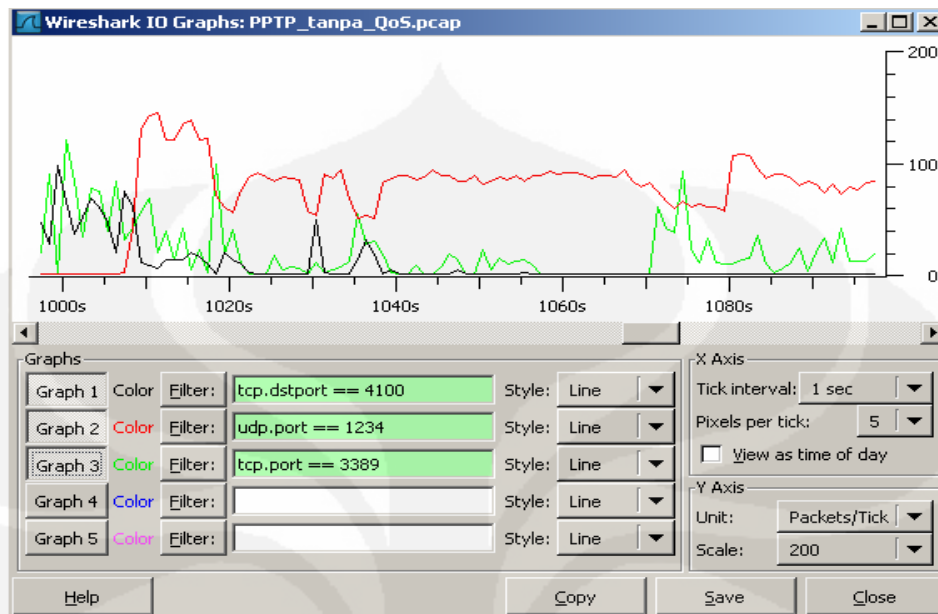 Wireshark IO Graphs: PPTP_tanpa_QoS.pcap
200
100
0
1000s 1020s 1040s 1060s 1080s
Graphs
Graph 1 Color Filter: tcp.dstport == 4100 Style: Line
Graph 2 Color Filter: udp.port == 1234 Style: Line
Graph 3 Color Filter: tcp.port == 3389 Style: Line
Graph 4 Color Filter: Style: Line
Graph 5 Color Filter: Style: Line
X Axis
Tick interval: 1 sec
Pixels per tick: 5
View as time of day
Y Axis
Unit: Packets/Tick
Scale: 200
Help Copy Save Close